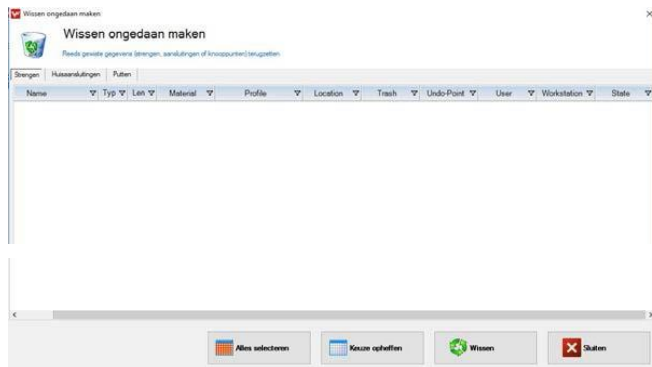 Wissen ongedaan maken
Wissen ongedaan maken
Reeds gewiste gegevens (strengen, aansluitingen of knooppunten) terugzetten
Strengen Huisaansluitingen Putten
Name Typ Len Material Profile Location Trash Undo-Point User Workstation State
Alles selecteren Keuze opheffen Wissen Sluiten